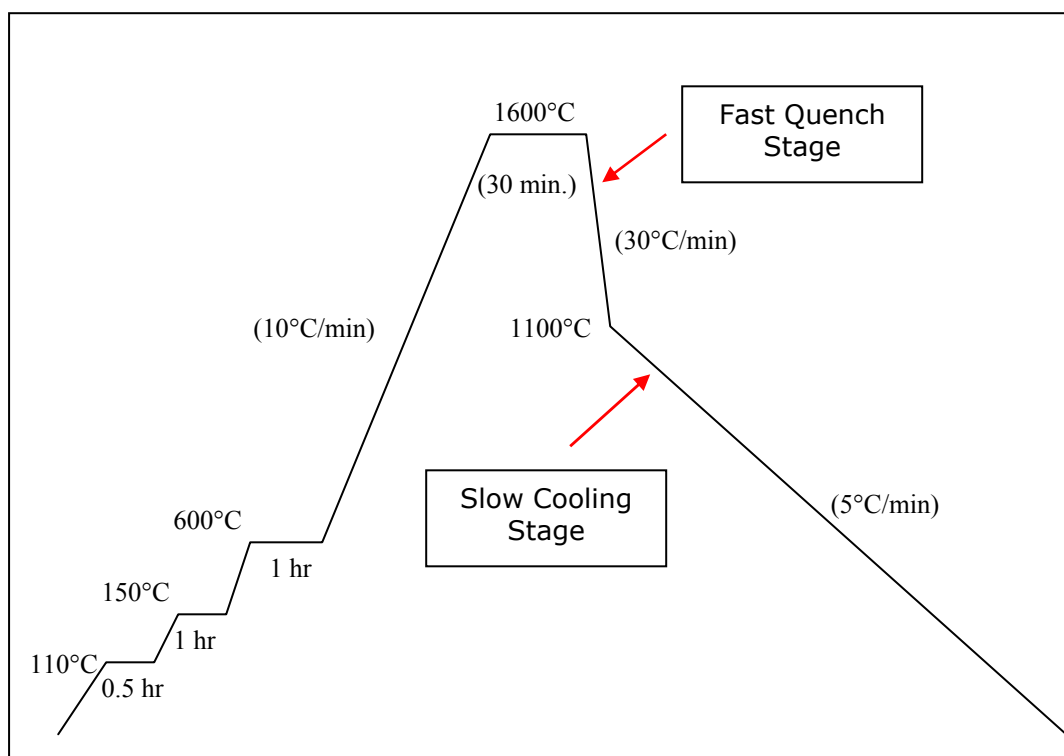 1600°C
Fast Quench
Stage
(30 min.)
(30°C/min)
(10°C/min)
1100°C
Slow Cooling
Stage
(5°C/min)
600°C
1 hr
150°C
1 hr
110°C
0.5 hr